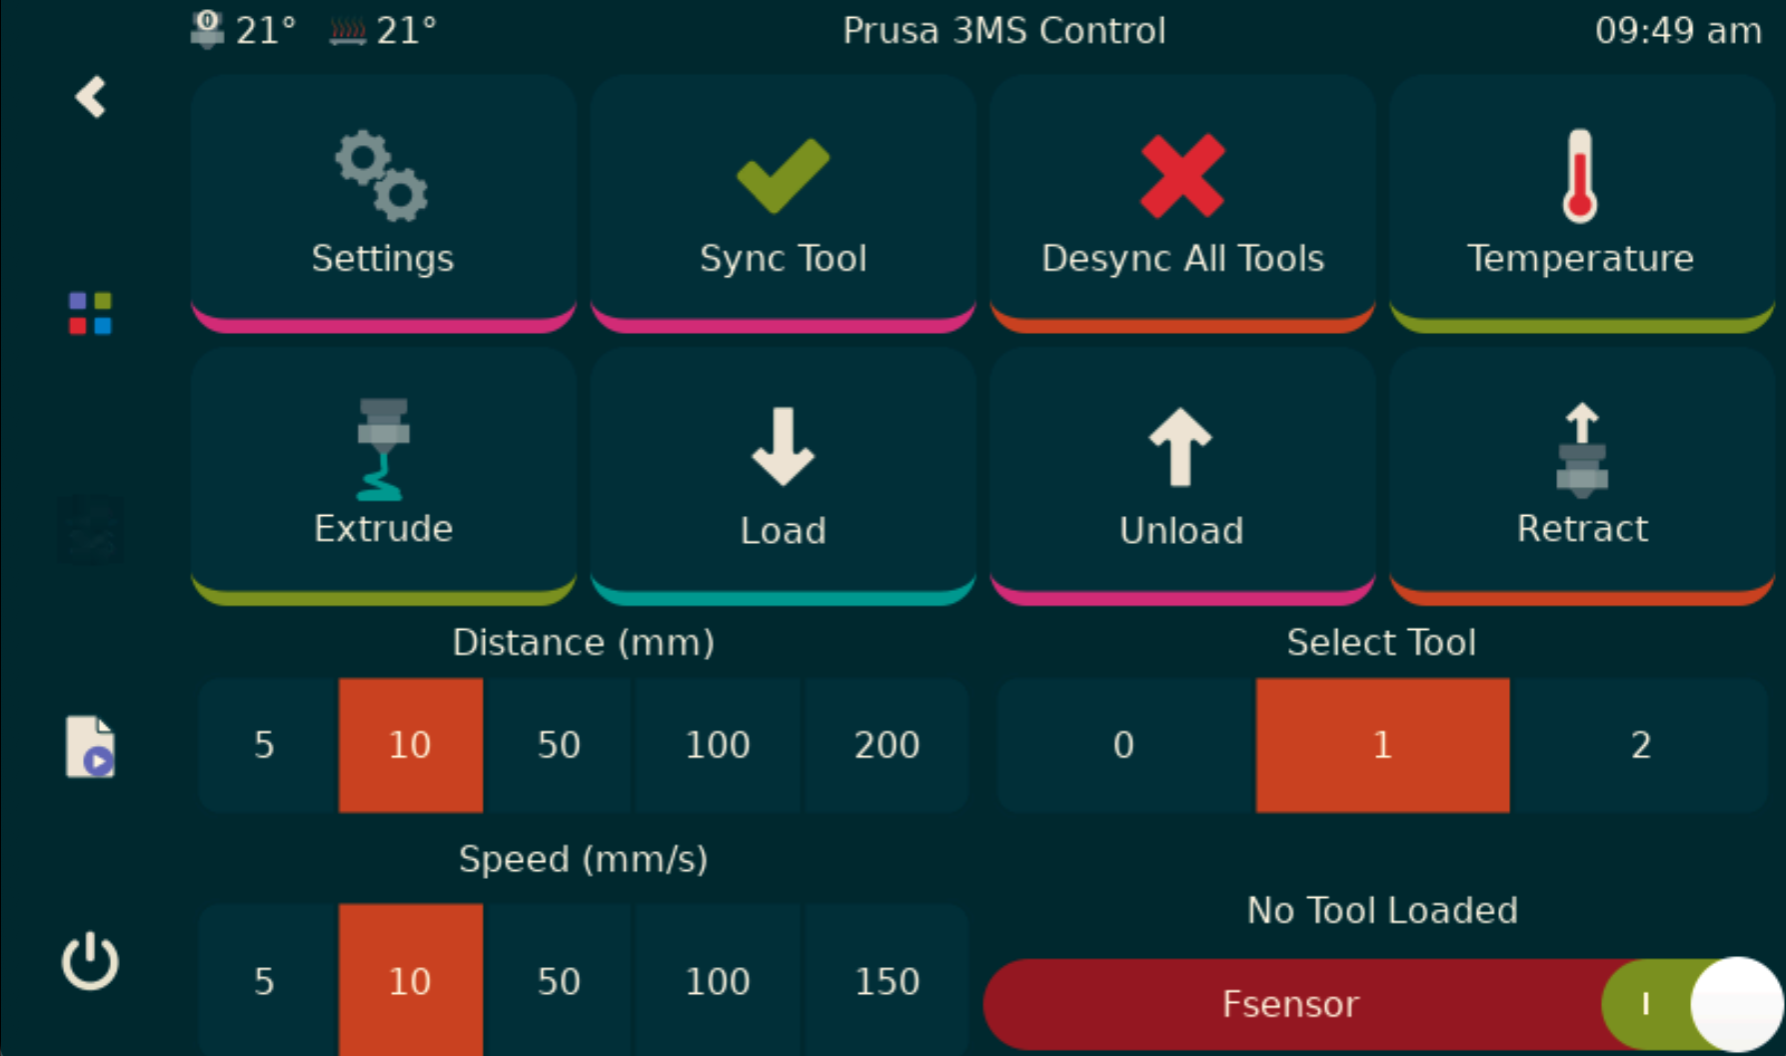 0 21° 21° Prusa 3MS Control 09:49 am
Settings Sync Tool Desync All Tools Temperature
Extrude Load Unload Retract
Distance (mm) Select Tool
5 10 50 100 200 0 1 2
Speed (mm/s)
No Tool Loaded
5 10 50 100 150
Fsensor I